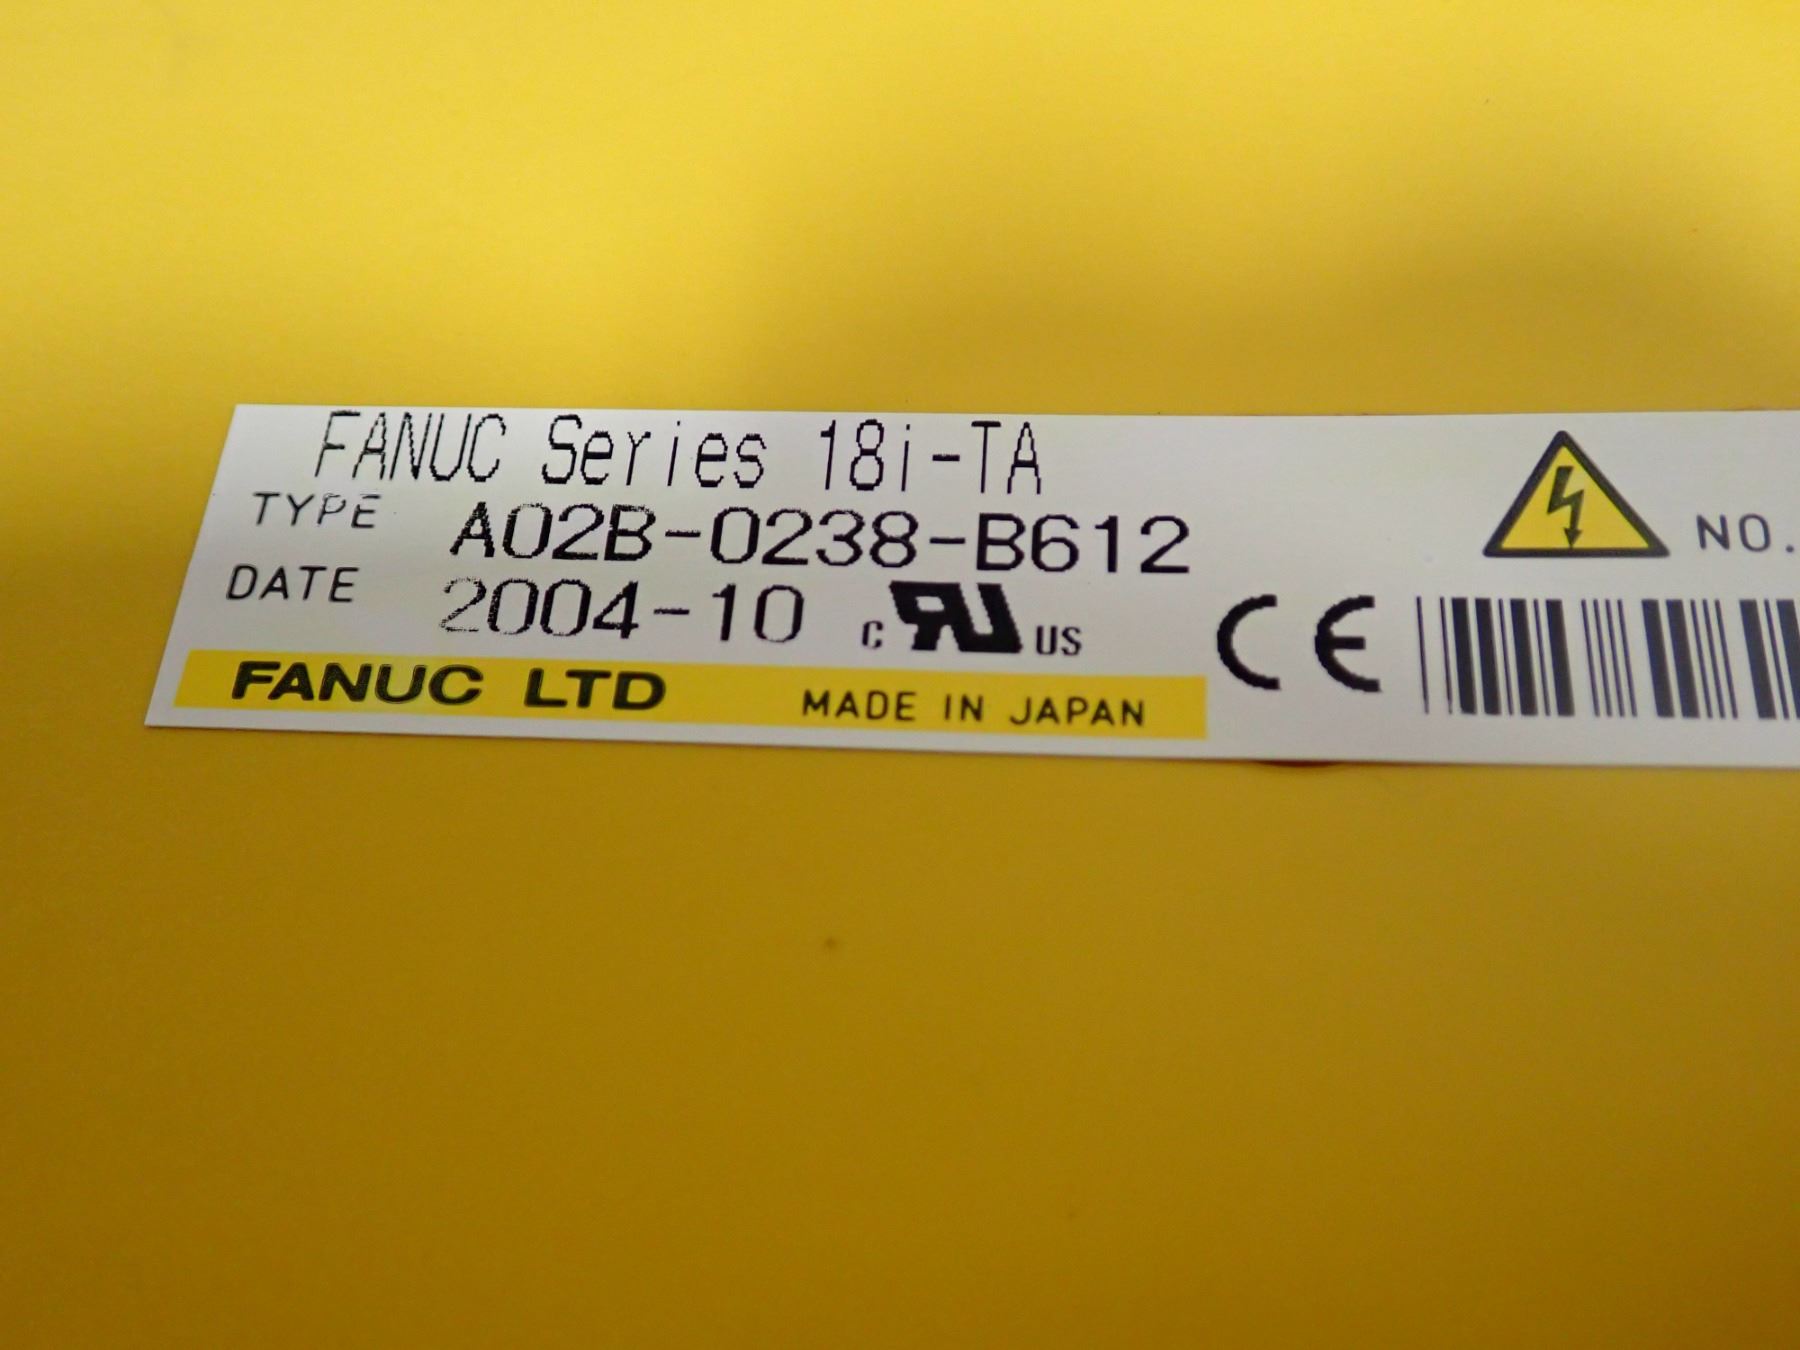 FANUC Series 18i-TA
TYPE A02B-0238-B612
NO.
DATE 2004-10 c RU US CE
FANUC LTD MADE IN JAPAN